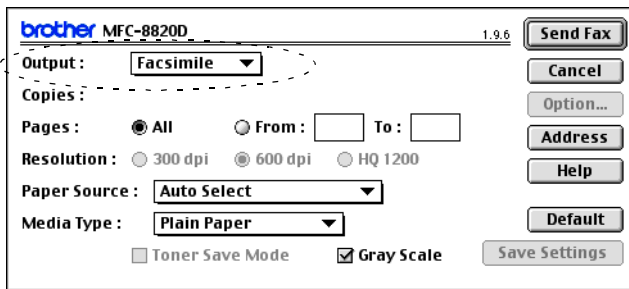 brother MFC-8820D 1.9.6 Send Fax
Output : Facsimile Cancel
Copies : Option...
Pages : All From : To : Address
Resolution : 300 dpi 600 dpi HQ 1200 Help
Paper Source : Auto Select
Media Type : Plain Paper Default
Toner Save Mode Gray Scale Save Settings